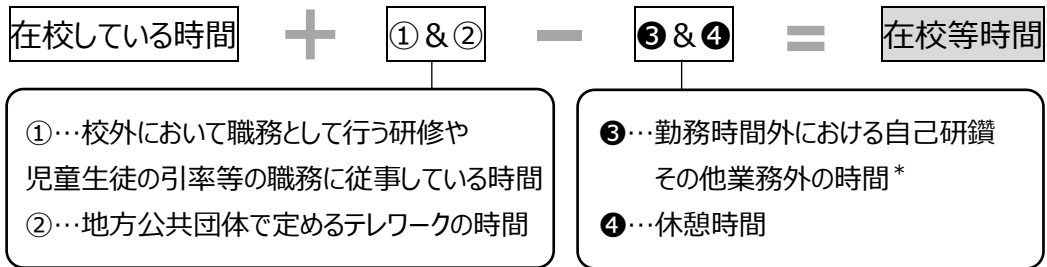 在校している時間 + ①&② − ❸&❹ = 在校等時間
①…校外において職務として行う研修や
児童生徒の引率等の職務に従事している時間
②…地方公共団体で定めるテレワークの時間
❸…勤務時間外における自己研鑽
その他業務外の時間*
❹…休憩時間